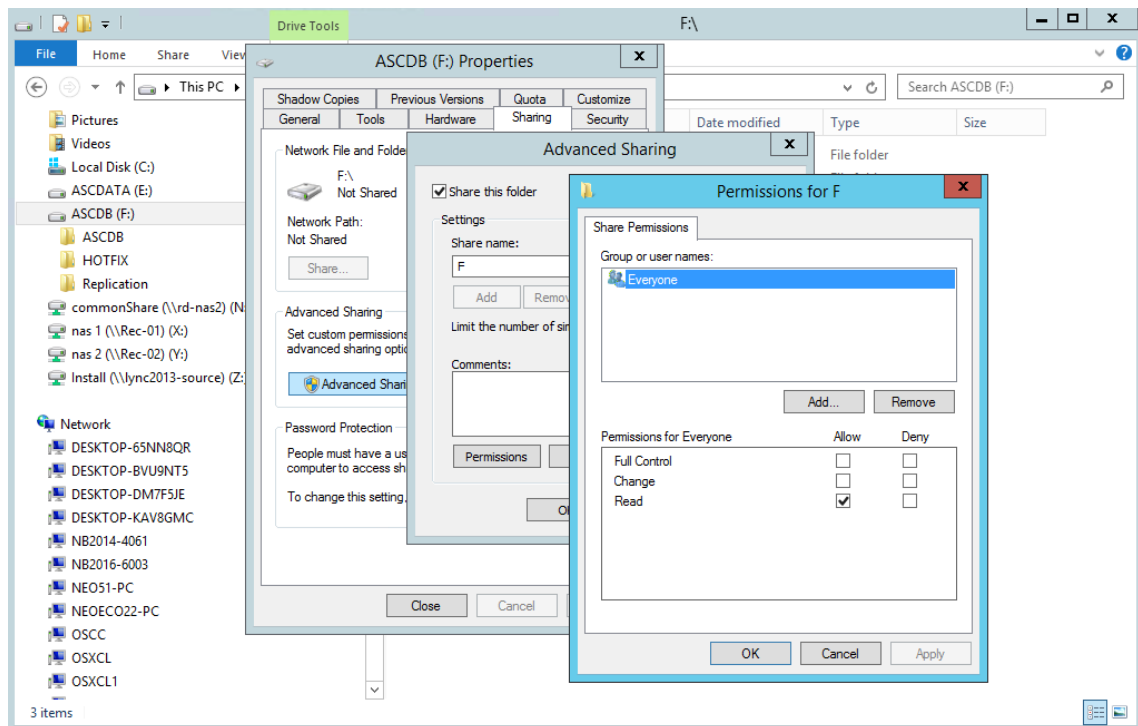 Drive Tools
F:\
File
Home
Share
View
ASCDB (F:) Properties
This PC
Search ASCDB (F:)
Shadow Copies
Previous Versions
Quota
Customize
General
Tools
Hardware
Sharing
Security
Date modified
Type
Size
Pictures
Videos
Local Disk (C:)
ASCDATA (E:)
ASCDB (F:)
ASCDB
HOTFIX
Replication
commonShare (\\rd-nas2) (N
nas 1 (\\Rec-01) (X:)
nas 2 (\\Rec-02) (Y:)
Install (\\lync2013-source) (Z:
Network
DESKTOP-65NN8QR
DESKTOP-BVU9NT5
DESKTOP-DM7F5JE
DESKTOP-KAV8GMC
NB2014-4061
NB2016-6003
NEO51-PC
NEOECO22-PC
OSCC
OSXCL
OSXCL1
3 items
Network File and Folde
F:\
Not Shared
Network Path:
Not Shared
Share...
Advanced Sharing
Set custom permissions
advanced sharing optio
Advanced Shari
Password Protection
People must have a us
computer to access sh
To change this setting,
Close
Cancel
File folder
Advanced Sharing
Share this folder
Settings
Share name:
F
Add
Remov
Limit the number of sim
Comments:
Permissions
Permissions for F
Share Permissions
Group or user names:
Everyone
Add...
Remove
Permissions for Everyone
Allow
Deny
Full Control
Change
Read
OK
Cancel
Apply